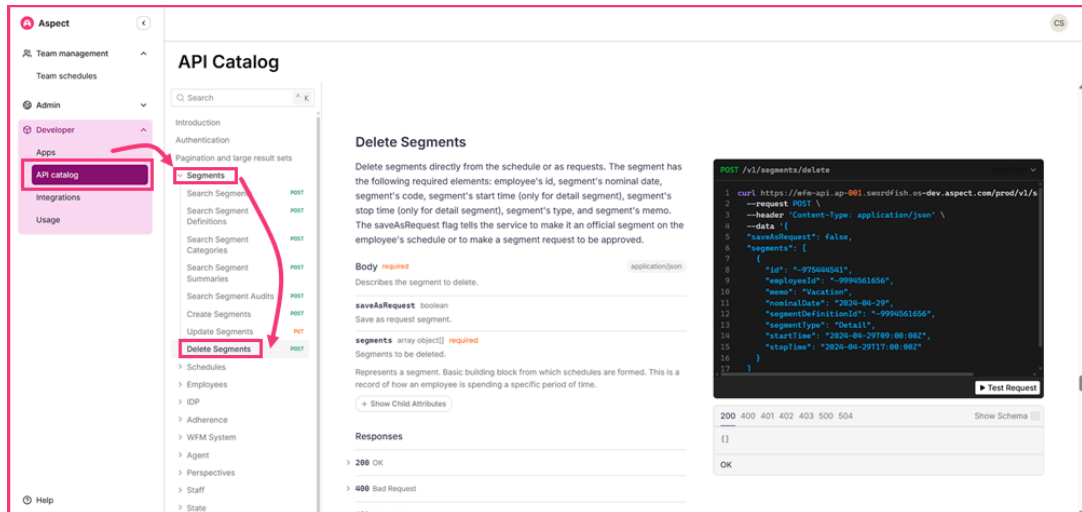 Aspect
CS
Team management
Team schedules
Admin
Developer
Apps
API catalog
Integrations
Usage
Help
API Catalog
Search
^ K
Introduction
Authentication
Pagination and large result sets
Segments
Search Segments POST
Search Segment Definitions POST
Search Segment Categories POST
Search Segment Summaries POST
Search Segment Audits POST
Create Segments POST
Update Segments PUT
Delete Segments POST
Schedules
Employees
IDP
Adherence
WFM System
Agent
Perspectives
Staff
State
Delete Segments
Delete segments directly from the schedule or as requests. The segment has
the following required elements: employee's id, segment's nominal date,
segment's code, segment's start time (only for detail segment), segment's
stop time (only for detail segment), segment's type, and segment's memo.
The saveAsRequest flag tells the service to make it an official segment on the
employee's schedule or to make a segment request to be approved.
Body required
application/json
Describes the segment to delete.
saveAsRequest boolean
Save as request segment.
segments array object[] required
Segments to be deleted.
Represents a segment. Basic building block from which schedules are formed. This is a
record of how an employee is spending a specific period of time.
+ Show Child Attributes
Responses
200 OK
400 Bad Request
POST /v1/segments/delete
1 curl https://wfm-api.ap-001.swordfish.os-dev.aspect.com/prod/v1/s
2 --request POST \
3 --header 'Content-Type: application/json' \
4 --data '{
5 "saveAsRequest": false,
6 "segments": [
7 {
8 "id": "-975444541",
9 "employeeId": "-9994561656",
10 "memo": "Vacation",
11 "nominalDate": "2024-04-29",
12 "segmentDefinitionId": "-9994561656",
13 "segmentType": "Detail",
14 "startTime": "2024-04-29T09:00:00Z",
15 "stopTime": "2024-04-29T17:00:00Z"
16 }
17 ]
Test Request
200 400 401 402 403 500 504
Show Schema
{}
OK